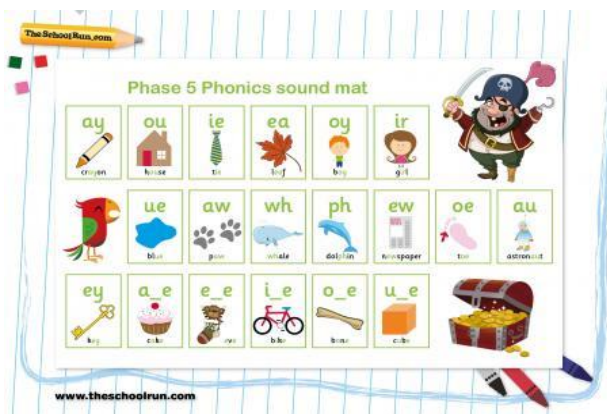 TheSchoolRun.com
Phase 5 Phonics sound mat
ay ou ie ea oy ir
crayon house tie leaf boy girl
ue aw wh ph ew oe au
blue paw whale dolphin newspaper toe astronaut
ey a_e e_e i_e o_e u_e
key cake eve bike bone cube
www.theschoolrun.com